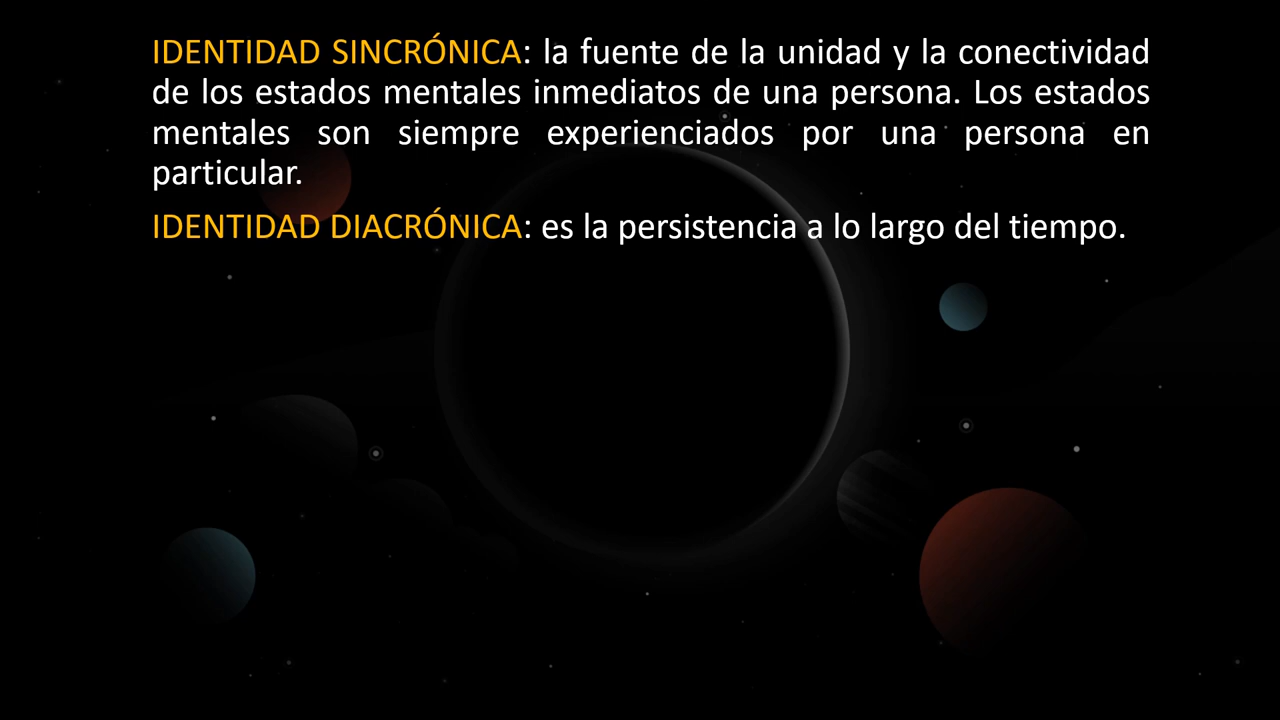 IDENTIDAD SINCRÓNICA: la fuente de la unidad y la conectividad
de los estados mentales inmediatos de una persona. Los estados
mentales son siempre experienciados por una persona en
particular.
IDENTIDAD DIACRÓNICA: es la persistencia a lo largo del tiempo.